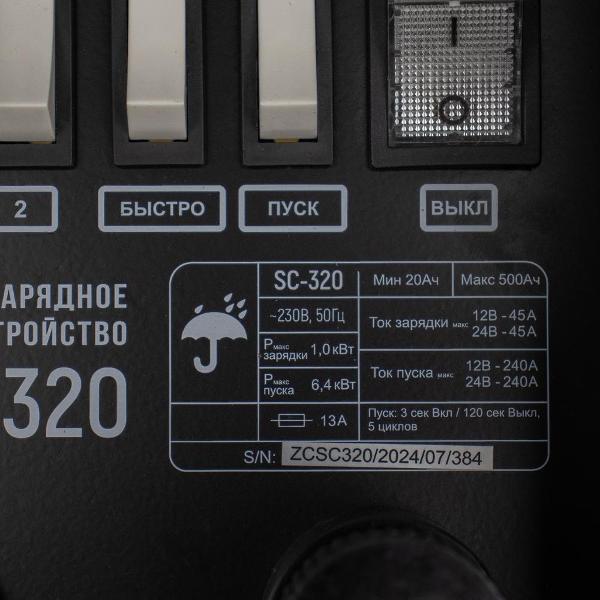 2
БЫСТРО
ПУСК
ВЫКЛ
АРЯДНОЕ
ТРОЙСТВО
320
SC-320
Мин 20Ач
Макс 500Ач
~230В, 50Гц
Ток зарядки макс 12В - 45А
24В - 45А
Pмакс зарядки 1,0 кВт
Ток пуска макс 12В - 240А
24В - 240А
Pмакс пуска 6,4 кВт
13А
Пуск: 3 сек Вкл / 120 сек Выкл,
5 циклов
S/N: ZCSC320/2024/07/384